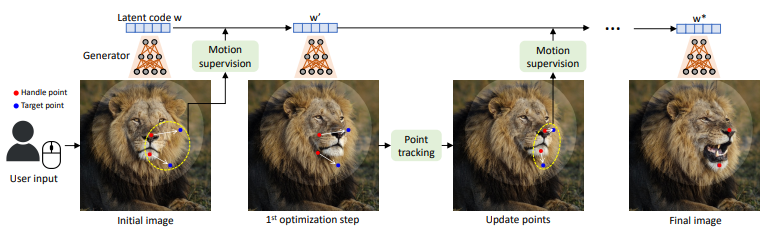 Latent code w
w′
w*
Generator
Motion
supervision
Motion
supervision
...
Handle point
Target point
User input
Point
tracking
Initial image
1st optimization step
Update points
Final image